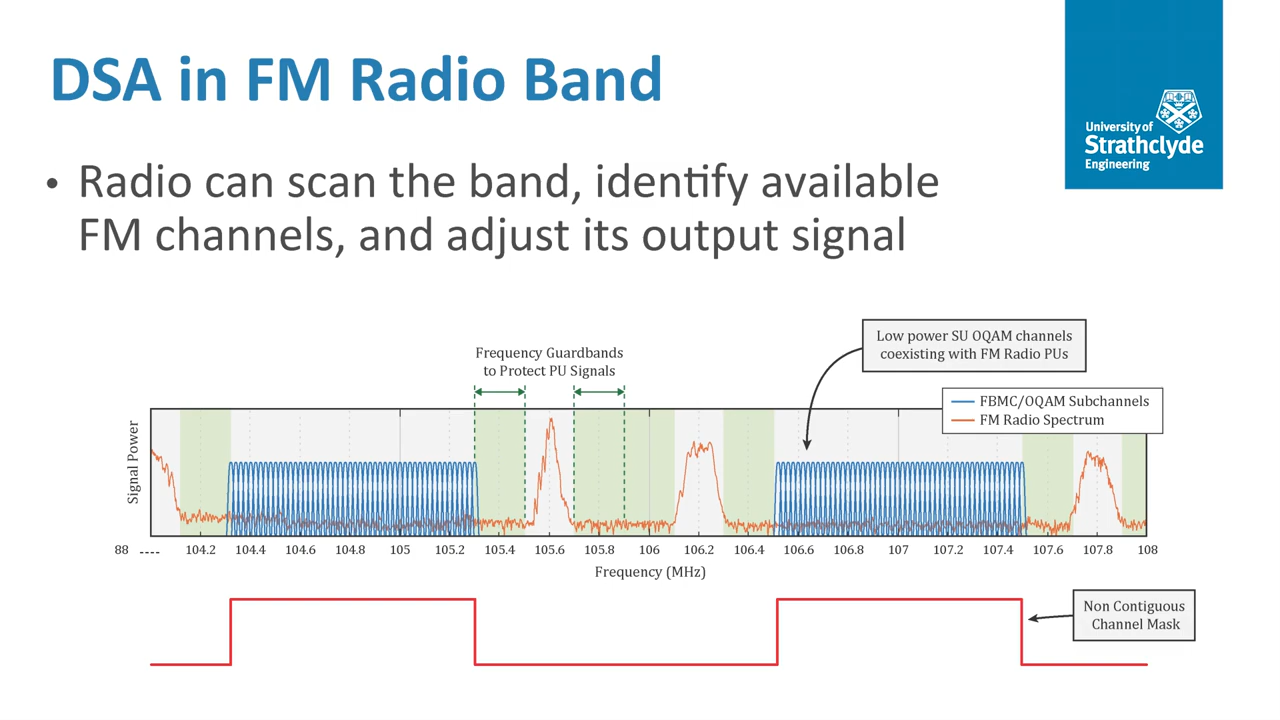 DSA in FM Radio Band
University of
Strathclyde
Engineering
• Radio can scan the band, identify available
FM channels, and adjust its output signal
Low power SU OQAM channels
coexisting with FM Radio PUs
Frequency Guardbands
to Protect PU Signals
FBMC/OQAM Subchannels
FM Radio Spectrum
Signal Power
88 ---- 104.2 104.4 104.6 104.8 105 105.2 105.4 105.6 105.8 106 106.2 106.4 106.6 106.8 107 107.2 107.4 107.6 107.8 108
Frequency (MHz)
Non Contiguous
Channel Mask